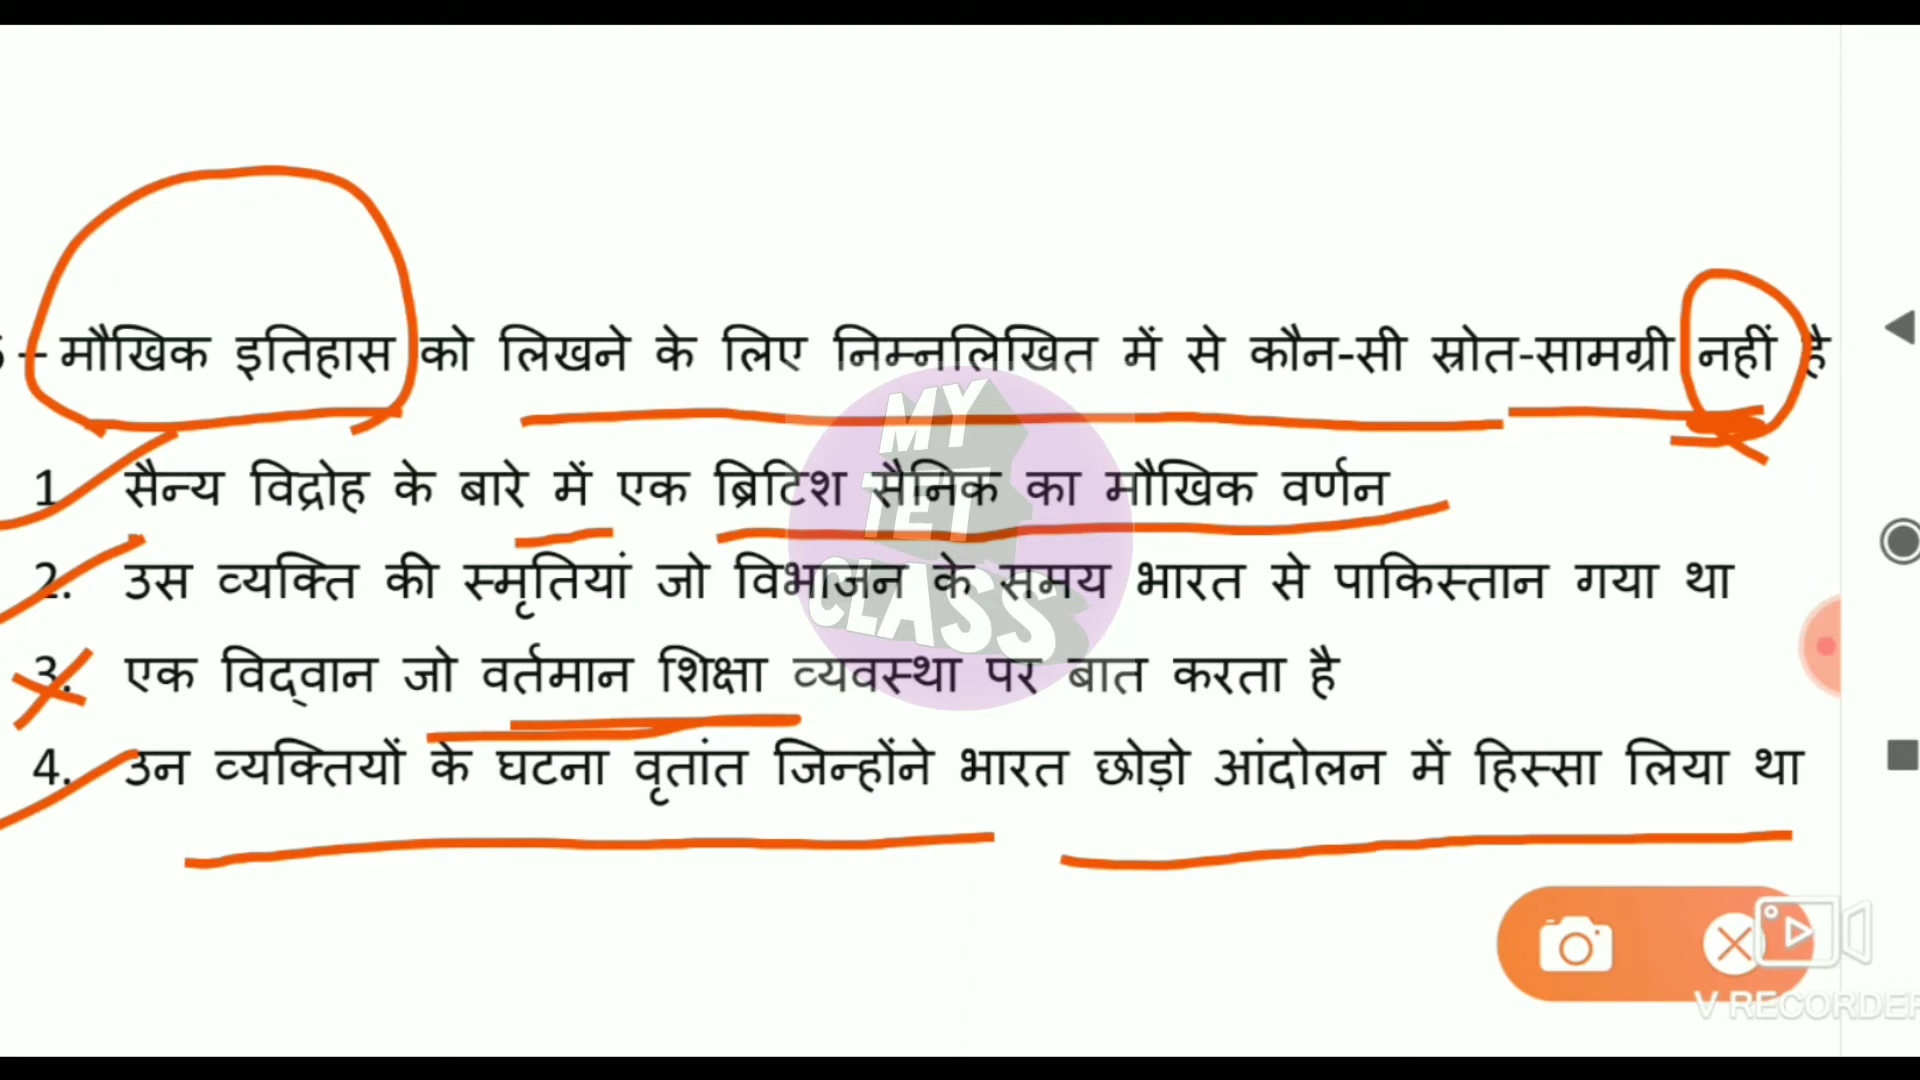 – मौखिक इतिहास को लिखने के लिए निम्नलिखित में से कौन-सी स्रोत-सामग्री नहीं है
1 सैन्य विद्रोह के बारे में एक ब्रिटिश सैनिक का मौखिक वर्णन
2. उस व्यक्ति की स्मृतियां जो विभाजन के समय भारत से पाकिस्तान गया था
3. एक विद्वान जो वर्तमान शिक्षा व्यवस्था पर बात करता है
4. उन व्यक्तियों के घटना वृतांत जिन्होंने भारत छोड़ो आंदोलन में हिस्सा लिया था
MY
TET
CLASS
V RECORDER